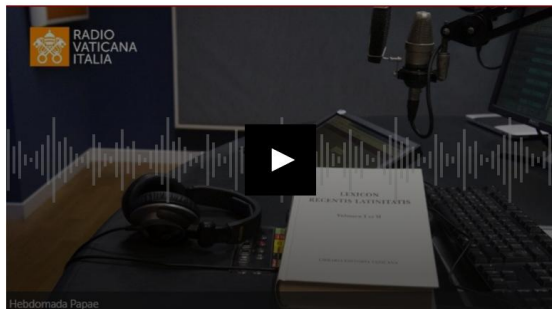 RADIO
VATICANA
ITALIA
LEXICON
RECENTIS LATINITATIS
Hebdomada Papae